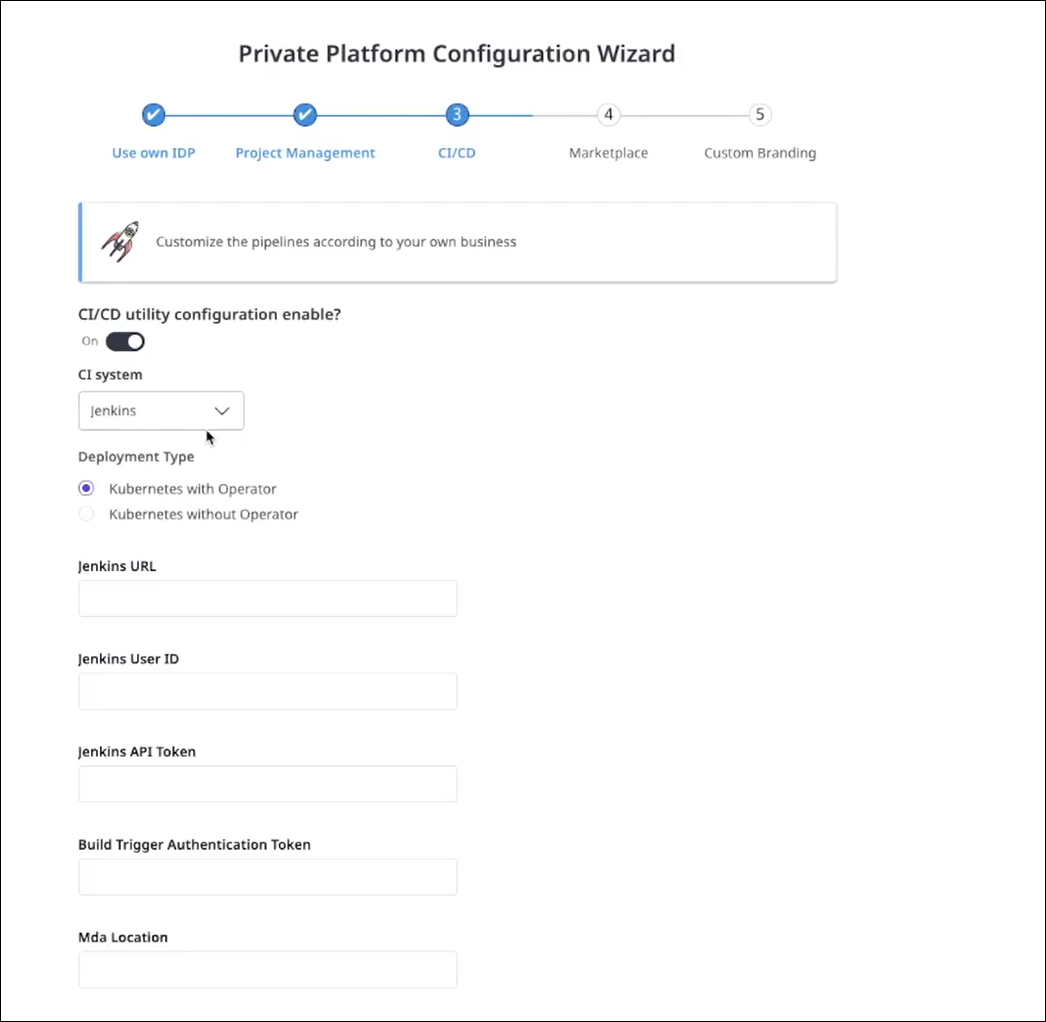 Private Platform Configuration Wizard
3
4
5
Use own IDP
Project Management
CI/CD
Marketplace
Custom Branding
Customize the pipelines according to your own business
CI/CD utility configuration enable?
On
CI system
Jenkins
Deployment Type
Kubernetes with Operator
Kubernetes without Operator
Jenkins URL
Jenkins User ID
Jenkins API Token
Build Trigger Authentication Token
Mda Location